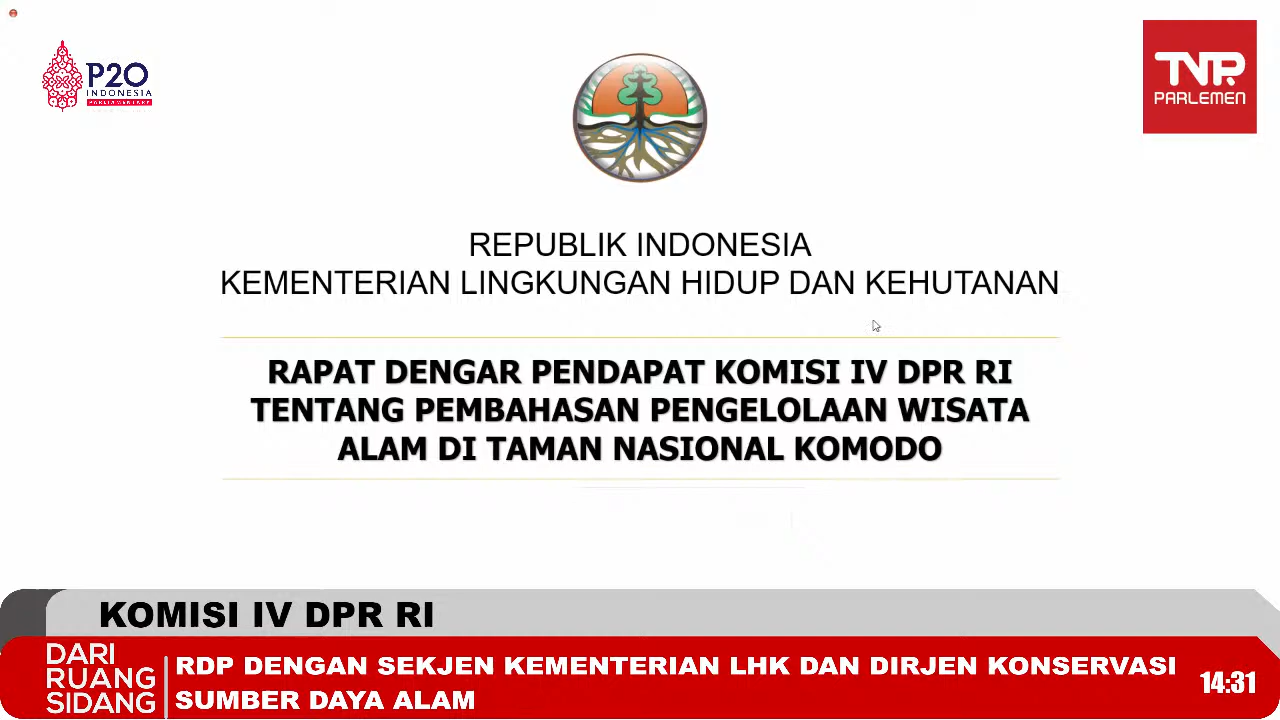 P20
INDONESIA
PARLIAMENTARY
TVR
PARLEMEN
REPUBLIK INDONESIA
KEMENTERIAN LINGKUNGAN HIDUP DAN KEHUTANAN
RAPAT DENGAR PENDAPAT KOMISI IV DPR RI
TENTANG PEMBAHASAN PENGELOLAAN WISATA
ALAM DI TAMAN NASIONAL KOMODO
KOMISI IV DPR RI
DARI
RUANG
SIDANG
RDP DENGAN SEKJEN KEMENTERIAN LHK DAN DIRJEN KONSERVASI
SUMBER DAYA ALAM
14:31